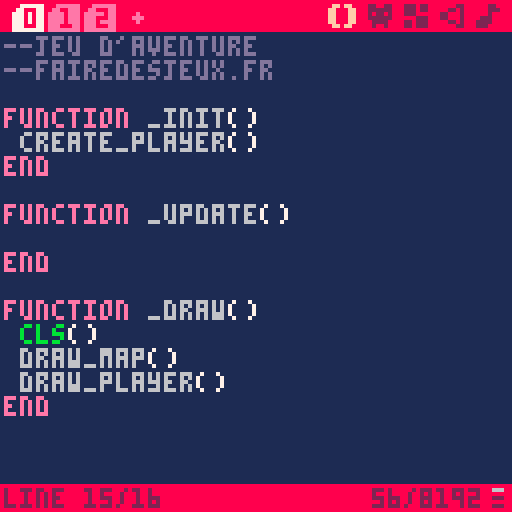 0 1 2 +
--JEU D'AVENTURE
--FAIREDESJEUX.FR
FUNCTION _INIT()
CREATE_PLAYER()
END
FUNCTION _UPDATE()
END
FUNCTION _DRAW()
CLS()
DRAW_MAP()
DRAW_PLAYER()
END
LINE 15/16 56/8192